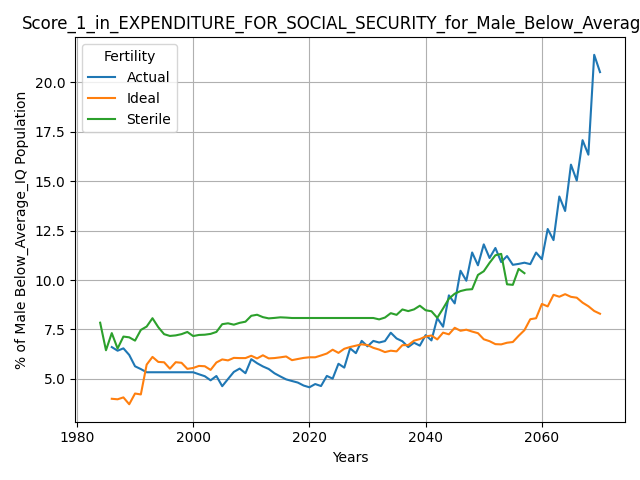 Score_1_in_EXPENDITURE_FOR_SOCIAL_SECURITY_for_Male_Below_Averag
Fertility
Actual
Ideal
Sterile
% of Male Below_Average_IQ Population
20.0
17.5
15.0
12.5
10.0
7.5
5.0
1980 2000 2020 2040 2060
Years